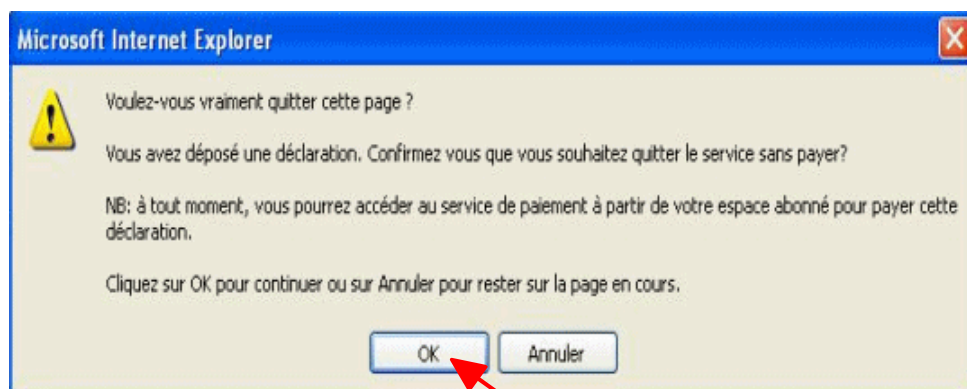 Microsoft Internet Explorer
Voulez-vous vraiment quitter cette page ?
Vous avez déposé une déclaration. Confirmez vous que vous souhaitez quitter le service sans payer?
NB: à tout moment, vous pourrez accéder au service de paiement à partir de votre espace abonné pour payer cette
déclaration.
Cliquez sur OK pour continuer ou sur Annuler pour rester sur la page en cours.
OK Annuler